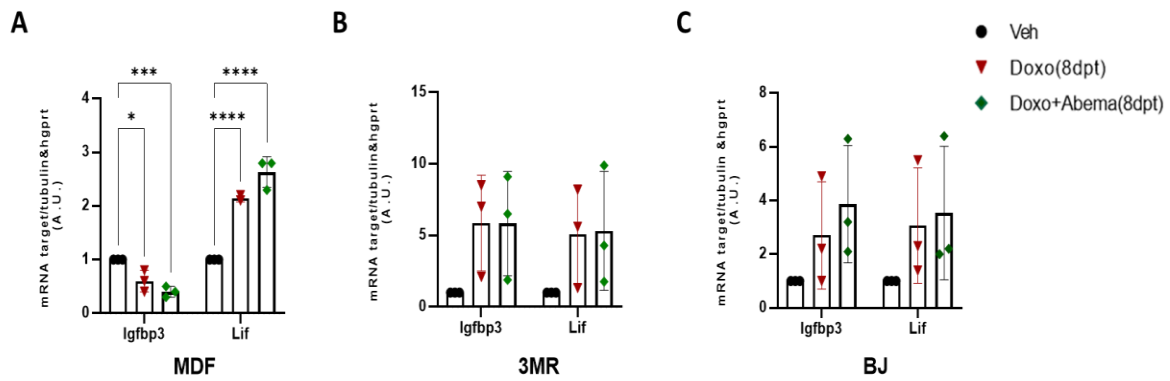 A
mRNA target/tubulin&hgprt
(A.U.)
4
3
2
1
0
***
*
****
****
Igfbp3
Lif
MDF
B
mRNA target/tubulin&hgprt
(A.U.)
15
10
5
0
Igfbp3
Lif
3MR
C
mRNA target/tubulin &hgprt
(A.U.)
8
6
4
2
0
Igfbp3
Lif
BJ
Veh
Doxo(8dpt)
Doxo+Abema(8dpt)